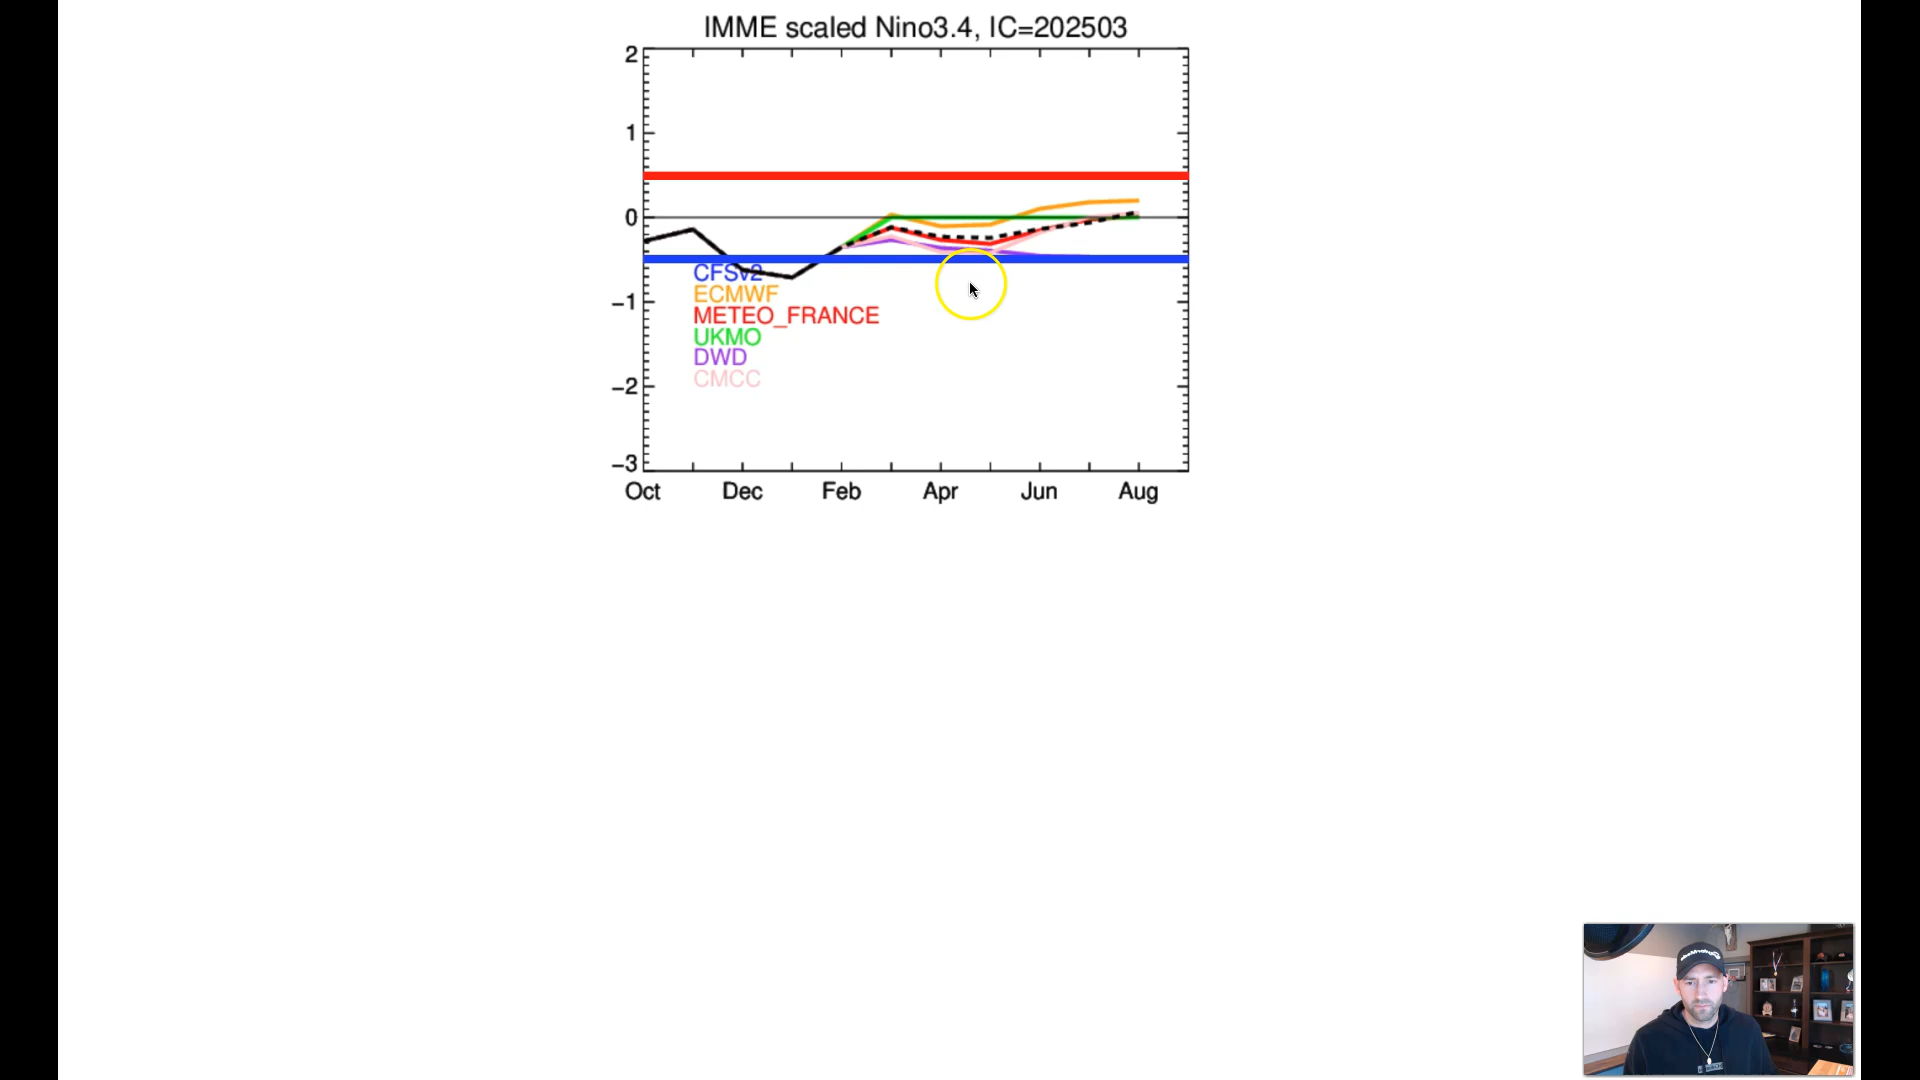 IMME scaled Nino3.4, IC=202503
2
1
0
−1
−2
−3
CFSv2
ECMWF
METEO_FRANCE
UKMO
DWD
CMCC
Oct Dec Feb Apr Jun Aug